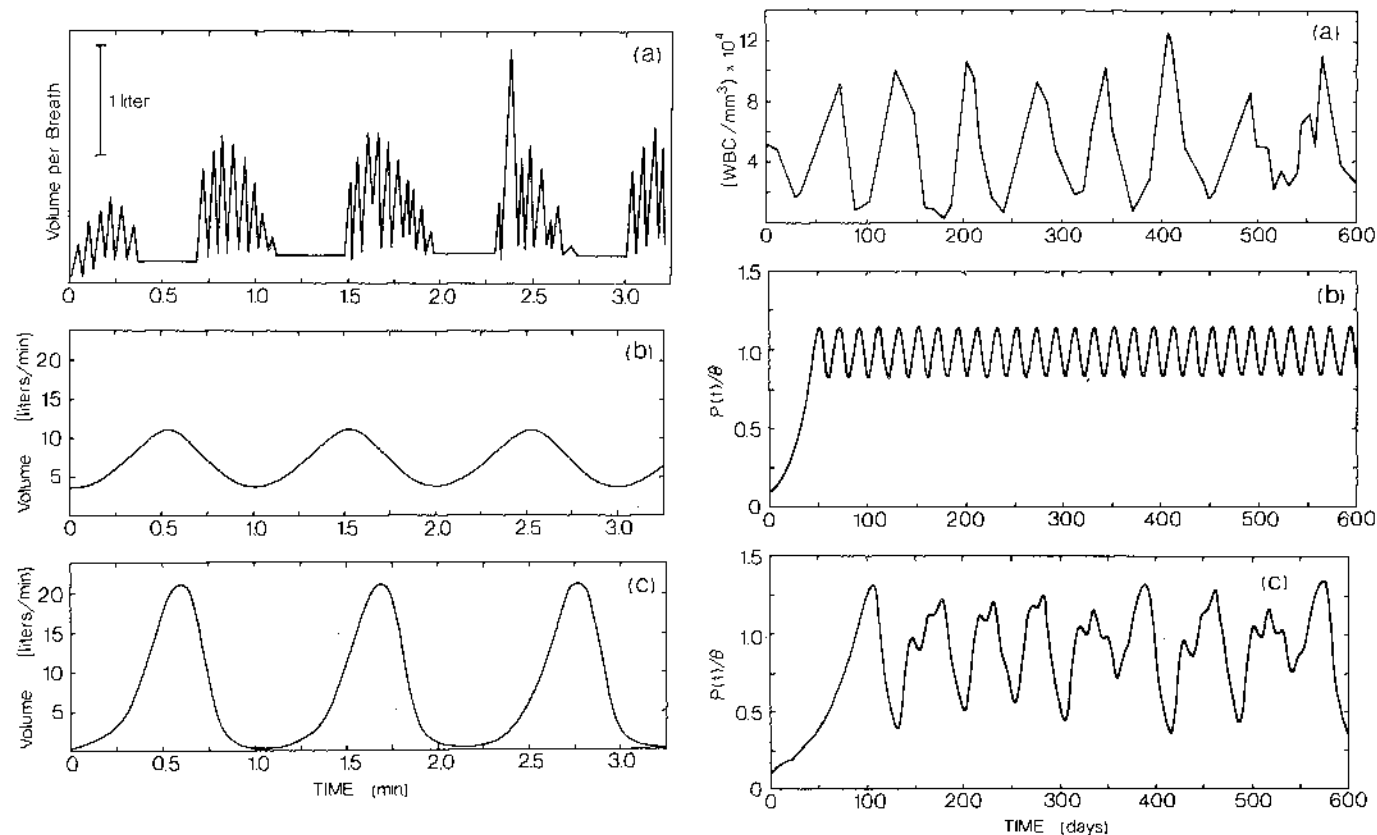 (a)
1 liter
Volume per Breath
0 0.5 1.0 1.5 2.0 2.5 3.0
(b)
Volume [liters/min]
20
15
10
5
0 0.5 1.0 1.5 2.0 2.5 3.0
(c)
Volume [liters/min]
20
15
10
5
0 0.5 1.0 1.5 2.0 2.5 3.0
TIME [min]
(a)
[WBC/mm³] × 10⁴
12
8
4
0 100 200 300 400 500 600
(b)
P(t)/θ
1.5
1.0
0.5
0
0 100 200 300 400 500 600
(c)
P(t)/θ
1.5
1.0
0.5
0
0 100 200 300 400 500 600
TIME [days]